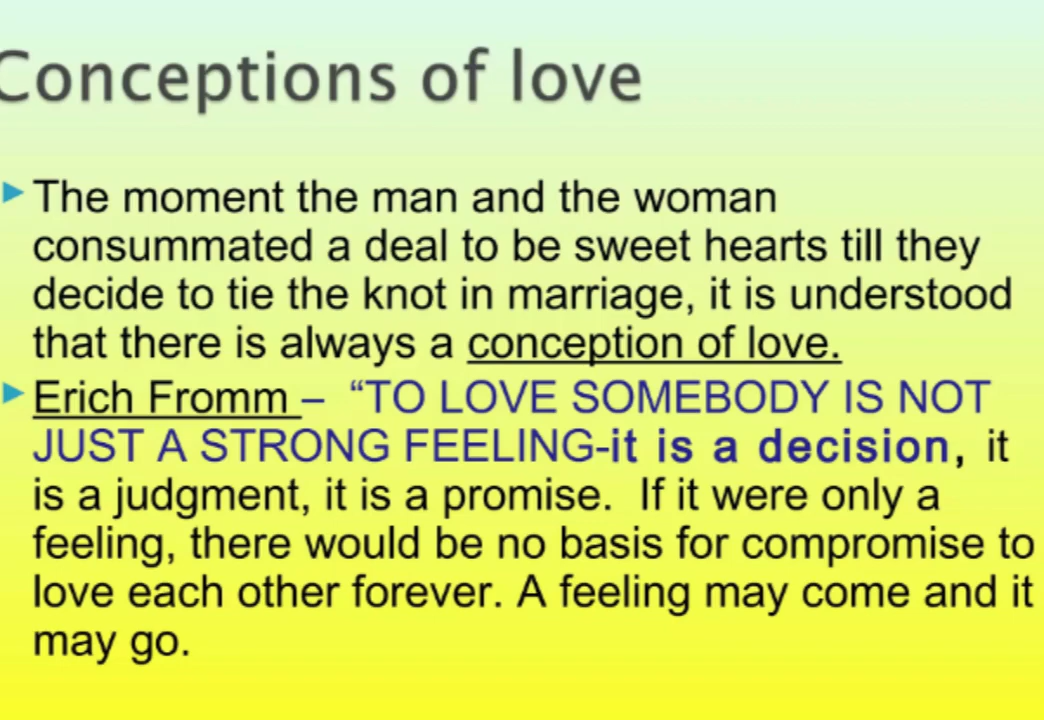 Conceptions of love
The moment the man and the woman
consummated a deal to be sweet hearts till they
decide to tie the knot in marriage, it is understood
that there is always a conception of love.
Erich Fromm – “TO LOVE SOMEBODY IS NOT
JUST A STRONG FEELING-it is a decision, it
is a judgment, it is a promise.  If it were only a
feeling, there would be no basis for compromise to
love each other forever. A feeling may come and it
may go.